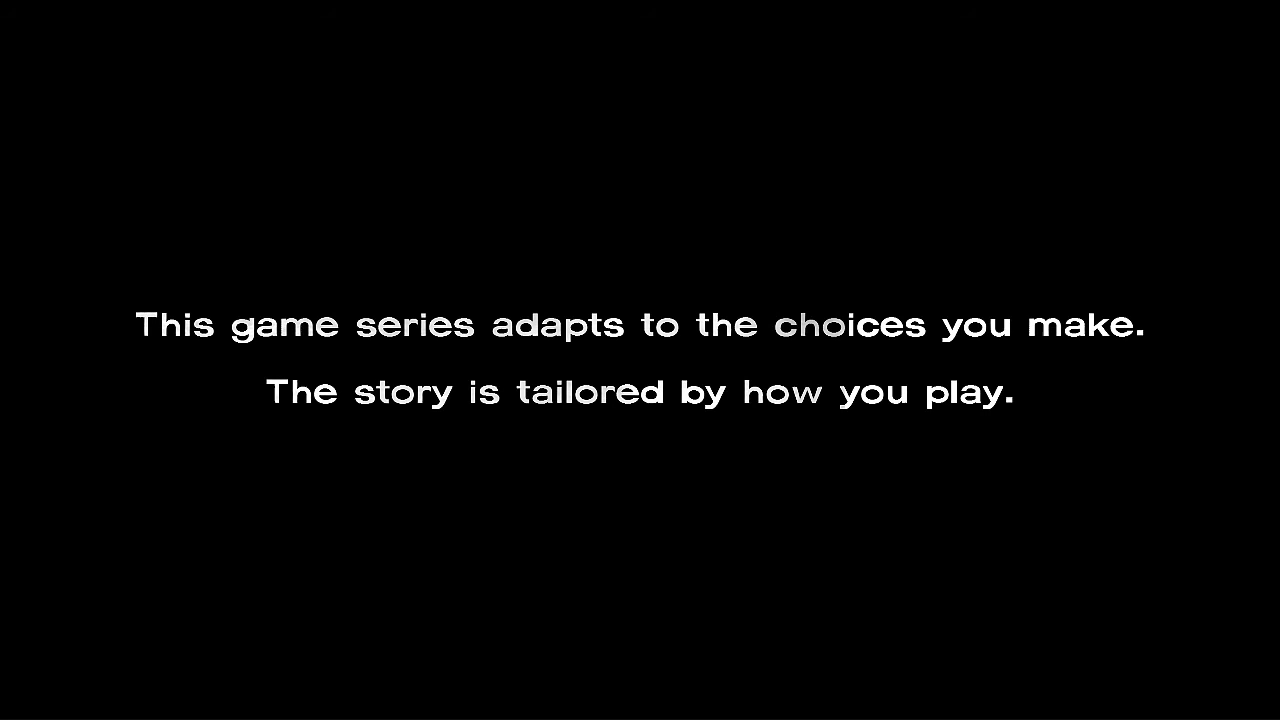 This game series adapts to the choices you make.
The story is tailored by how you play.